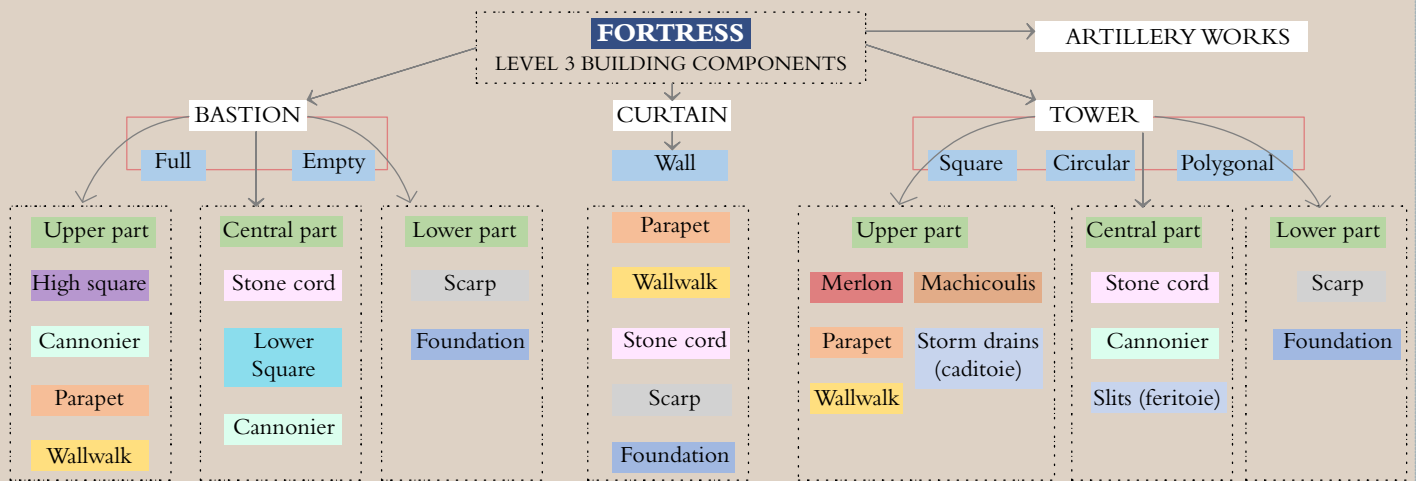 FORTRESS
LEVEL 3 BUILDING COMPONENTS
ARTILLERY WORKS
BASTION
Full
Empty
Upper part
High square
Cannonier
Parapet
Wallwalk
Central part
Stone cord
Lower
Square
Cannonier
Lower part
Scarp
Foundation
CURTAIN
Wall
Parapet
Wallwalk
Stone cord
Scarp
Foundation
TOWER
Square
Circular
Polygonal
Upper part
Merlon
Machicoulis
Parapet
Storm drains
(caditoie)
Wallwalk
Central part
Stone cord
Cannonier
Slits (feritoie)
Lower part
Scarp
Foundation